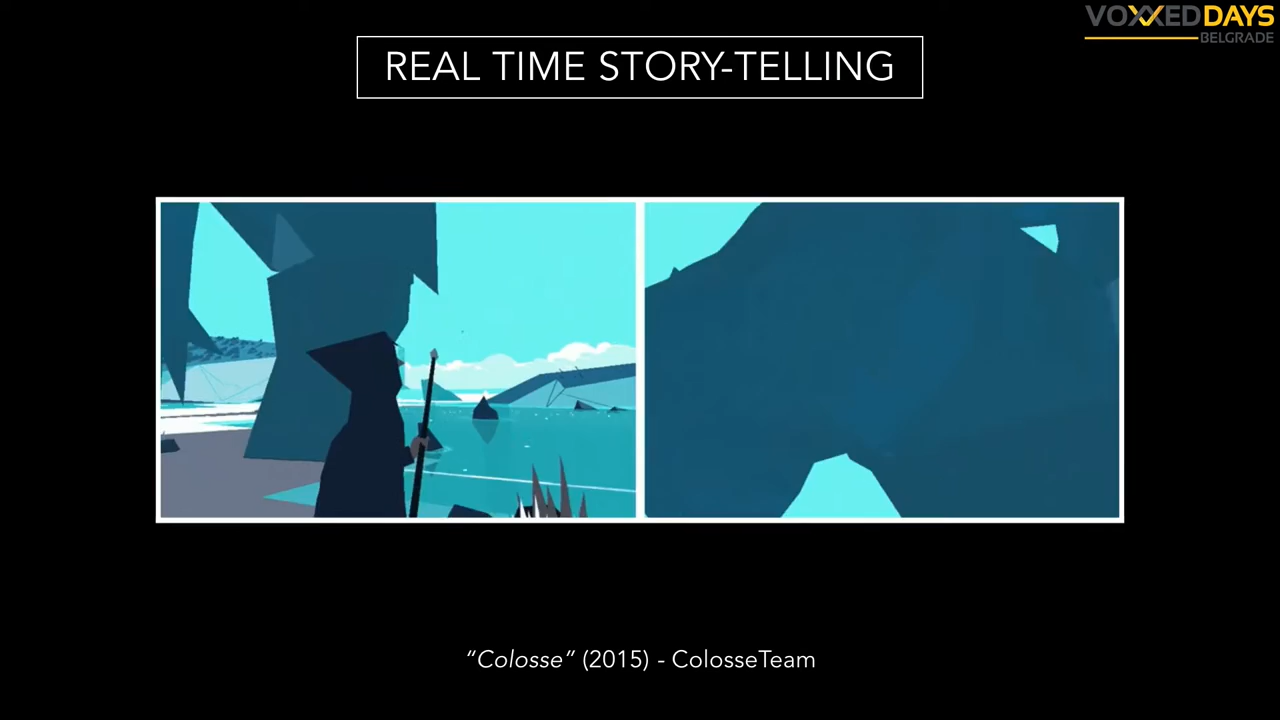 VOXXEDDAYS
BELGRADE
REAL TIME STORY-TELLING
“Colosse” (2015) - ColosseTeam